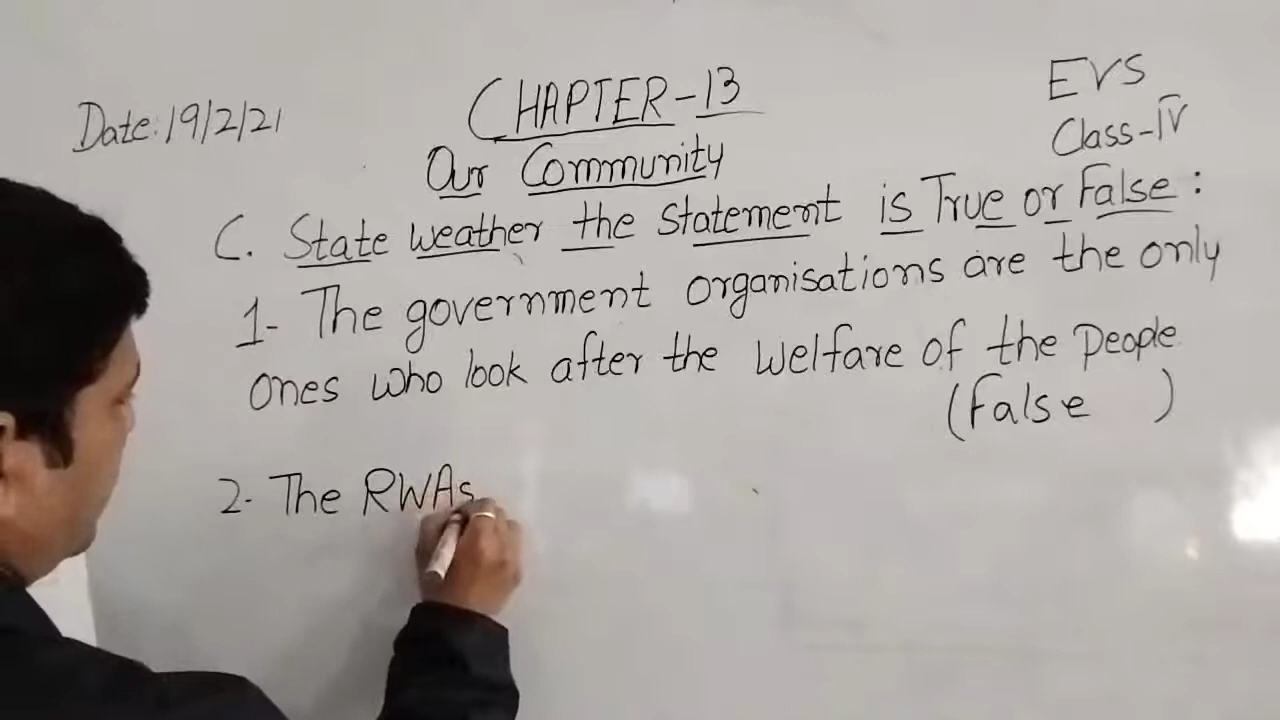 Date: 19/2/21
CHAPTER-13
EVS
Class-IV
Our Community
C. State weather the Statement is True or False:
1- The government organisations are the only
ones who look after the welfare of the people
(False )
2- The RWAs